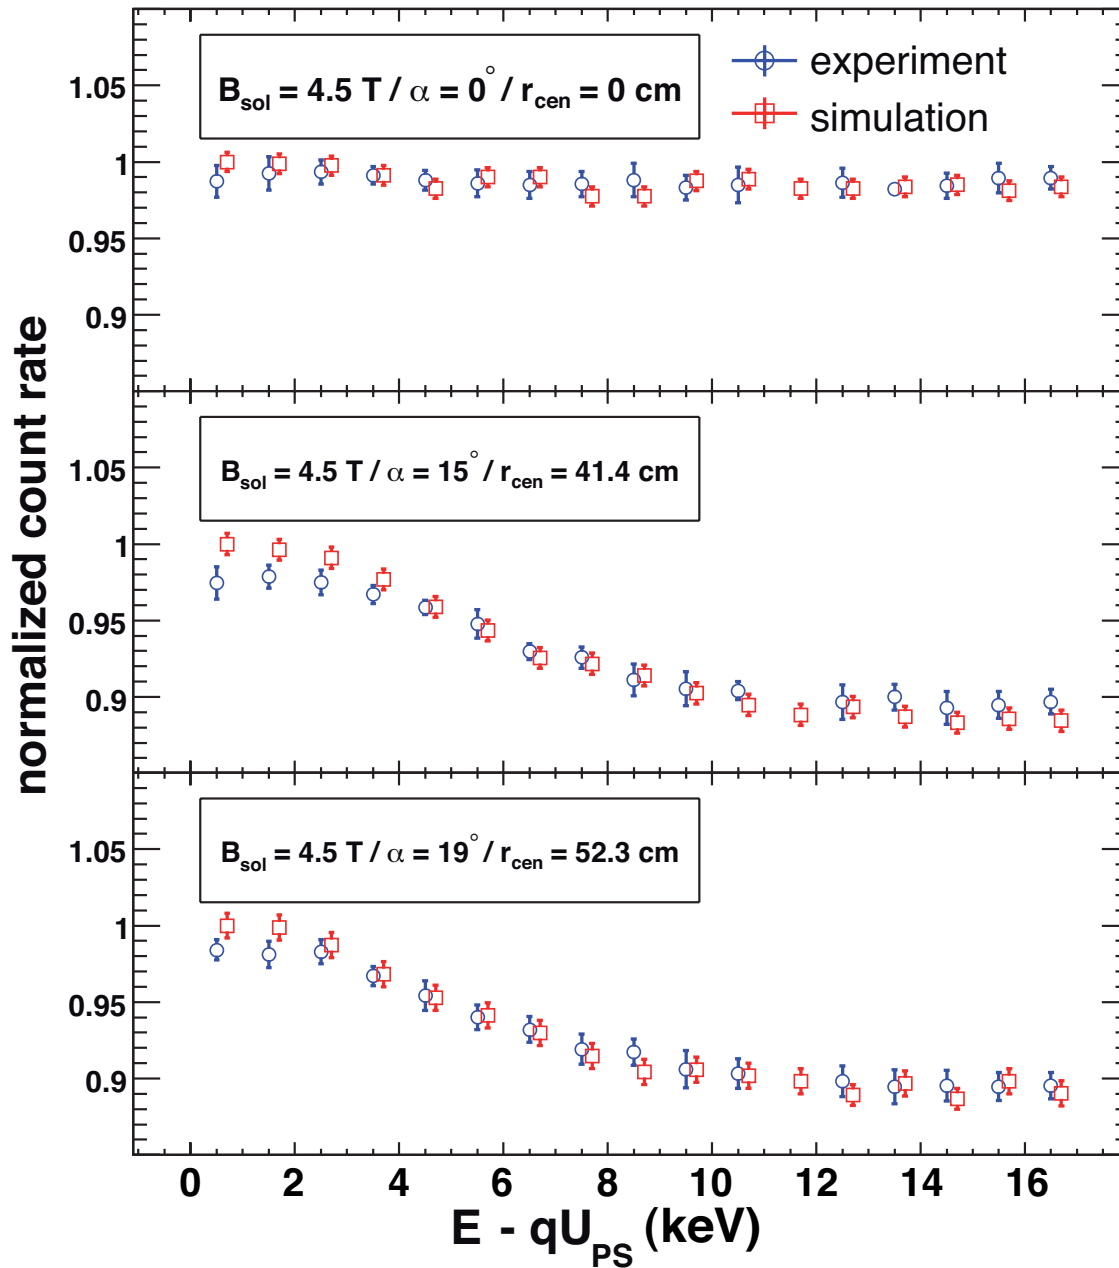 experiment
simulation
B_sol = 4.5 T / α = 0° / r_cen = 0 cm
1.05
1
0.95
0.9
B_sol = 4.5 T / α = 15° / r_cen = 41.4 cm
1.05
1
0.95
0.9
B_sol = 4.5 T / α = 19° / r_cen = 52.3 cm
1.05
1
0.95
0.9
normalized count rate
0 2 4 6 8 10 12 14 16
E - qU_PS (keV)